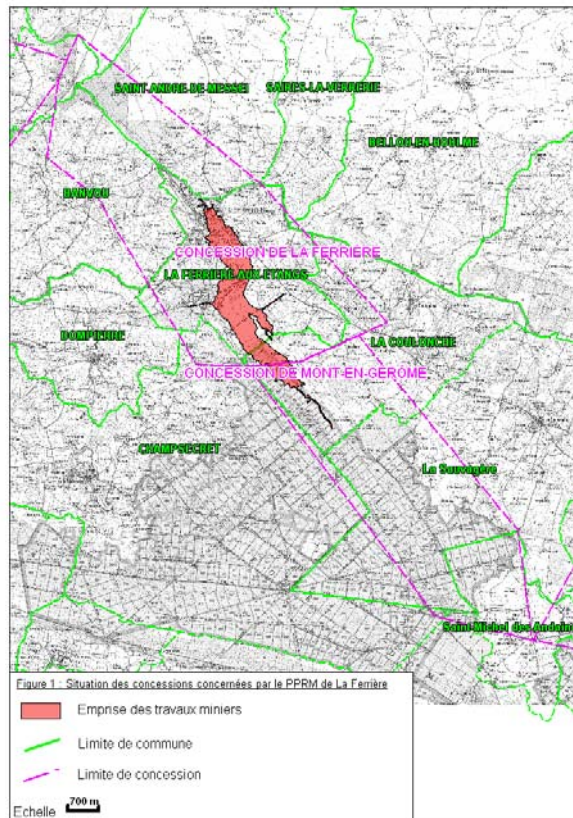 SAINT-ANDRE-DE-MESSEI
SAIRES-LA-VERRERIE
BELLOU-EN-HOULME
BANVOU
CONCESSION DE LA FERRIERE
LA FERRIERE-AUX-ETANGS
DOMPIERRE
LA COULONCHE
CONCESSION DE MONT-EN-GEROME
CHAMPSECRET
La Sauvagère
Saint-Michel des Andain
Figure 1 : Situation des concessions concernées par le PPRM de La Ferrière
Emprise des travaux miniers
Limite de commune
Limite de concession
Echelle 700 m